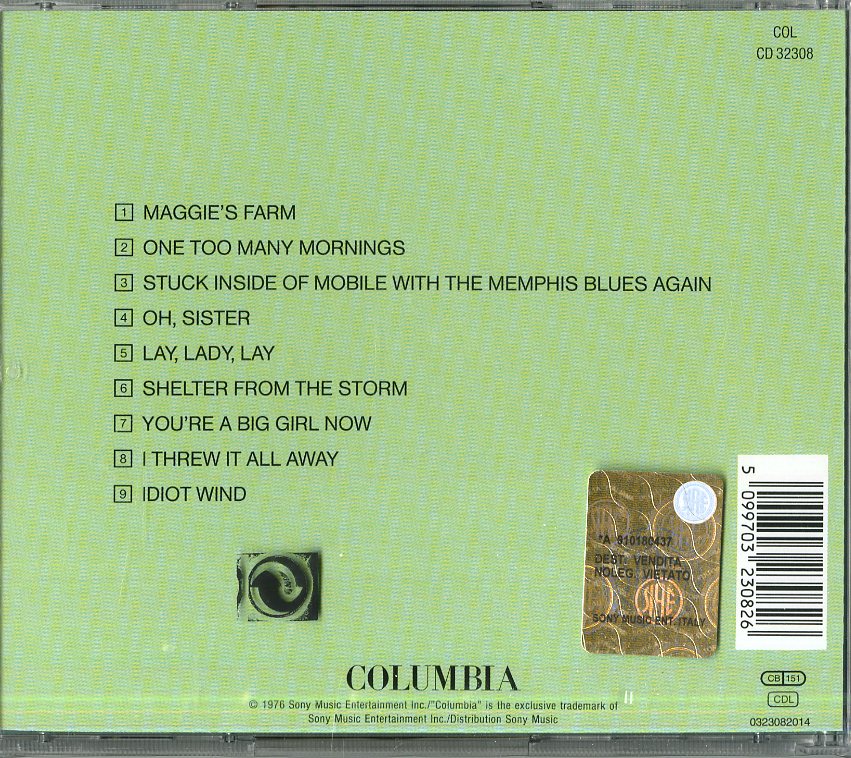 COL
CD 32308
1 MAGGIE'S FARM
2 ONE TOO MANY MORNINGS
3 STUCK INSIDE OF MOBILE WITH THE MEMPHIS BLUES AGAIN
4 OH, SISTER
5 LAY, LADY, LAY
6 SHELTER FROM THE STORM
7 YOU'RE A BIG GIRL NOW
8 I THREW IT ALL AWAY
9 IDIOT WIND
SIAE
*A 910180437
DEST. VENDITA
NOLEG. VIETATO
SIAE
SONY MUSIC ENT. ITALY
5 099703 230826
COLUMBIA
© 1976 Sony Music Entertainment Inc./"Columbia" is the exclusive trademark of
Sony Music Entertainment Inc./Distribution Sony Music
CB 151
CDL
0323082014